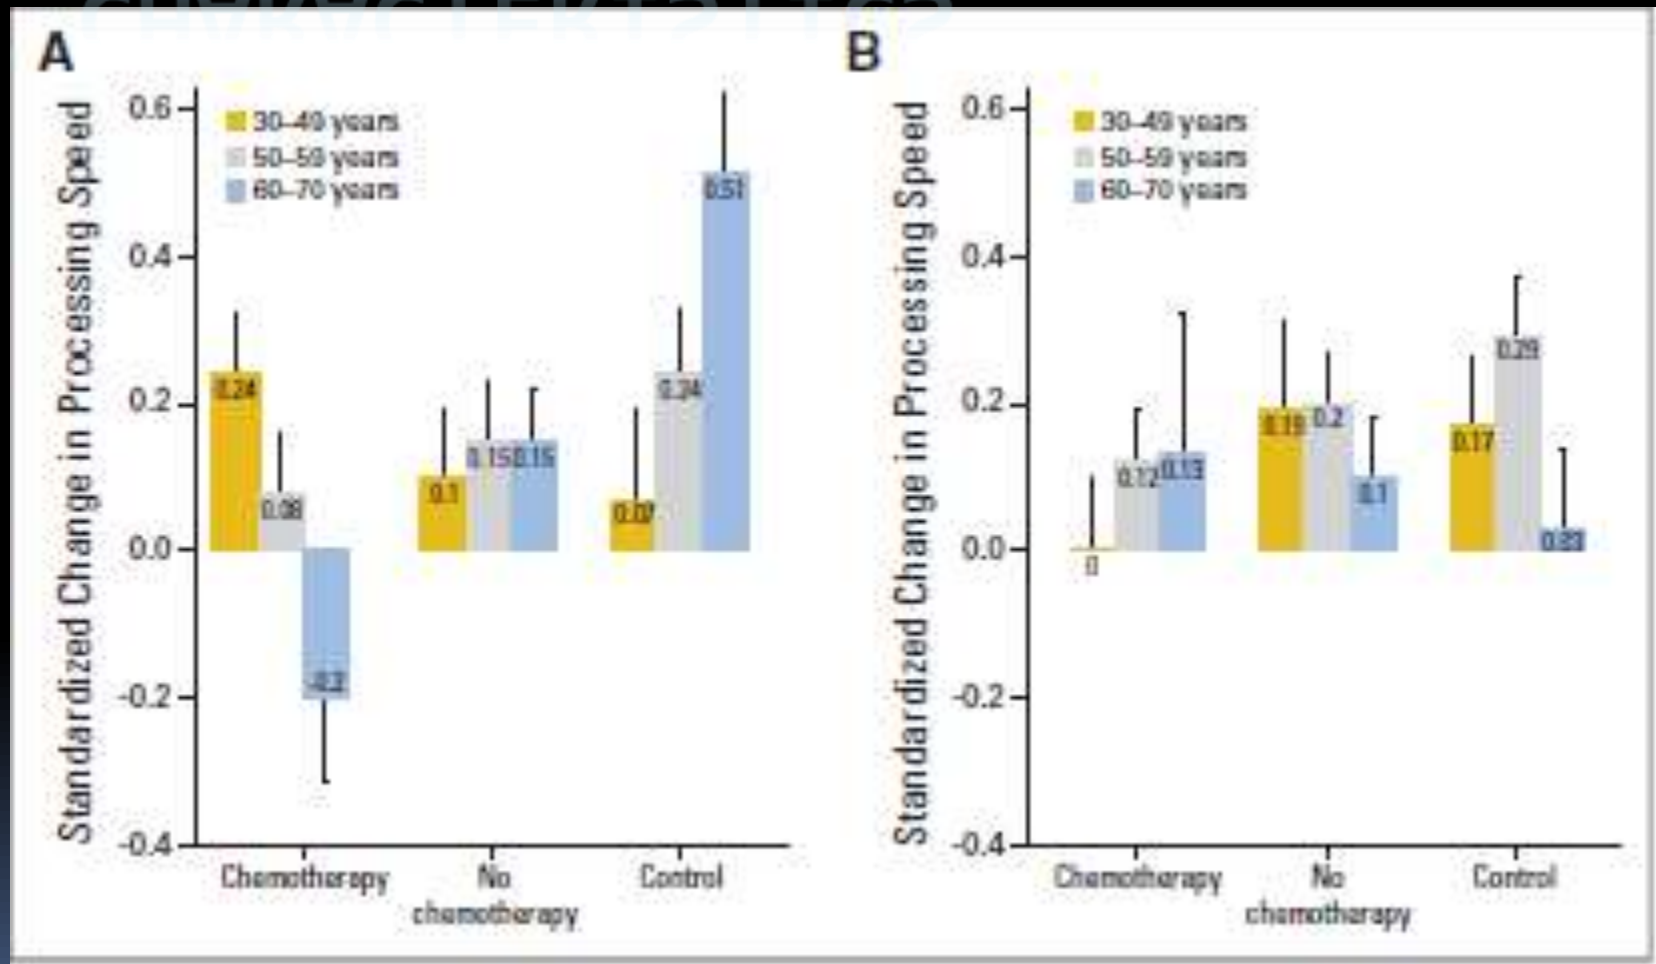 A
Standardized Change in Processing Speed
0.6
0.4
0.2
0.0
-0.2
-0.4
30–49 years
50–59 years
60–70 years
0.24
0.08
-0.2
0.1
0.15
0.15
0.07
0.24
0.51
Chemotherapy
No
chemotherapy
Control
B
Standardized Change in Processing Speed
0.6
0.4
0.2
0.0
-0.2
-0.4
30–49 years
50–59 years
60–70 years
0
0.12
0.13
0.19
0.2
0.1
0.17
0.29
0.03
Chemotherapy
No
chemotherapy
Control